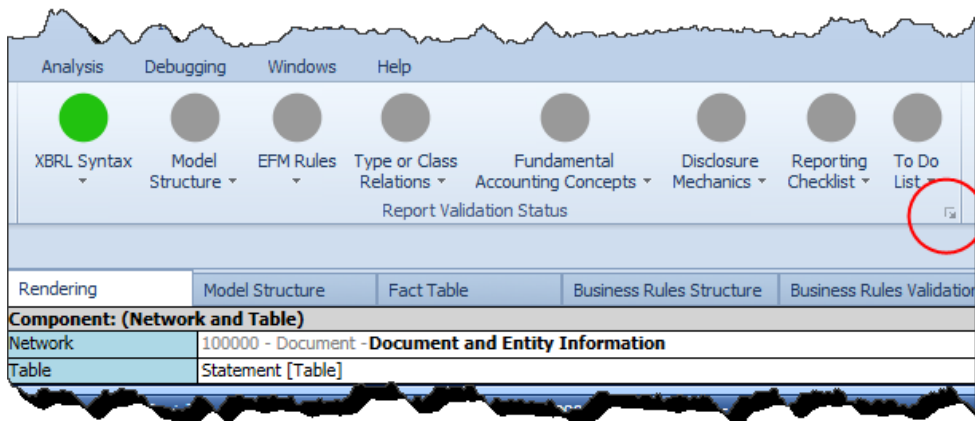 Analysis Debugging Windows Help
XBRL Syntax Model Structure EFM Rules Type or Class Relations Fundamental Accounting Concepts Disclosure Mechanics Reporting Checklist To Do List
Report Validation Status
Rendering Model Structure Fact Table Business Rules Structure Business Rules Validation
Component: (Network and Table)
Network 100000 - Document - Document and Entity Information
Table Statement [Table]